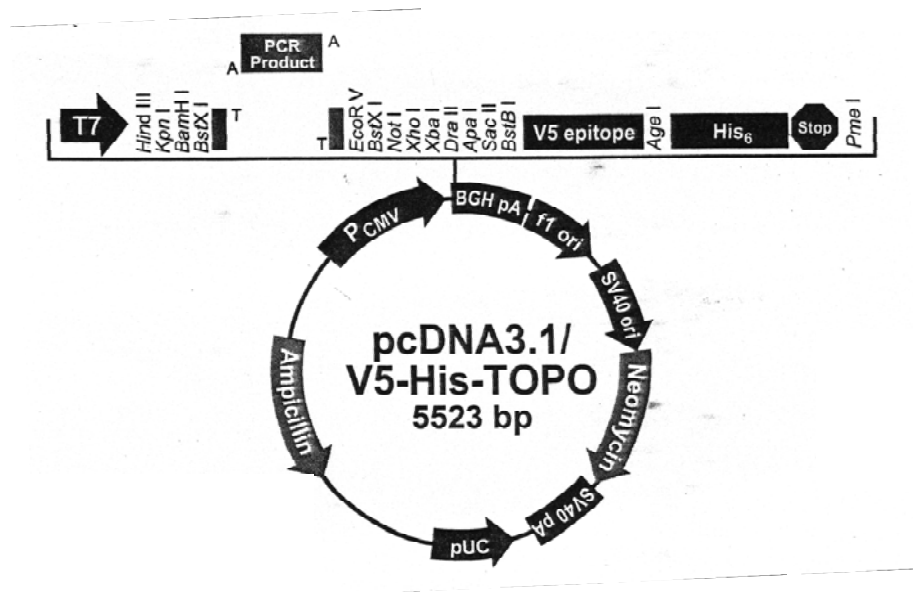 PCR
Product
A
A
T7
Hind III
Kpn I
BamH I
BstX I
T
T
EcoR V
BstX I
Not I
Xho I
Xba I
Dra II
Apa I
Sac II
BstB I
V5 epitope
Age I
His6
Stop
Pme I
PCMV
BGH pA
f1 ori
SV40 ori
Neomycin
SV40 pA
pUC
Ampicillin
pcDNA3.1/
V5-His-TOPO
5523 bp